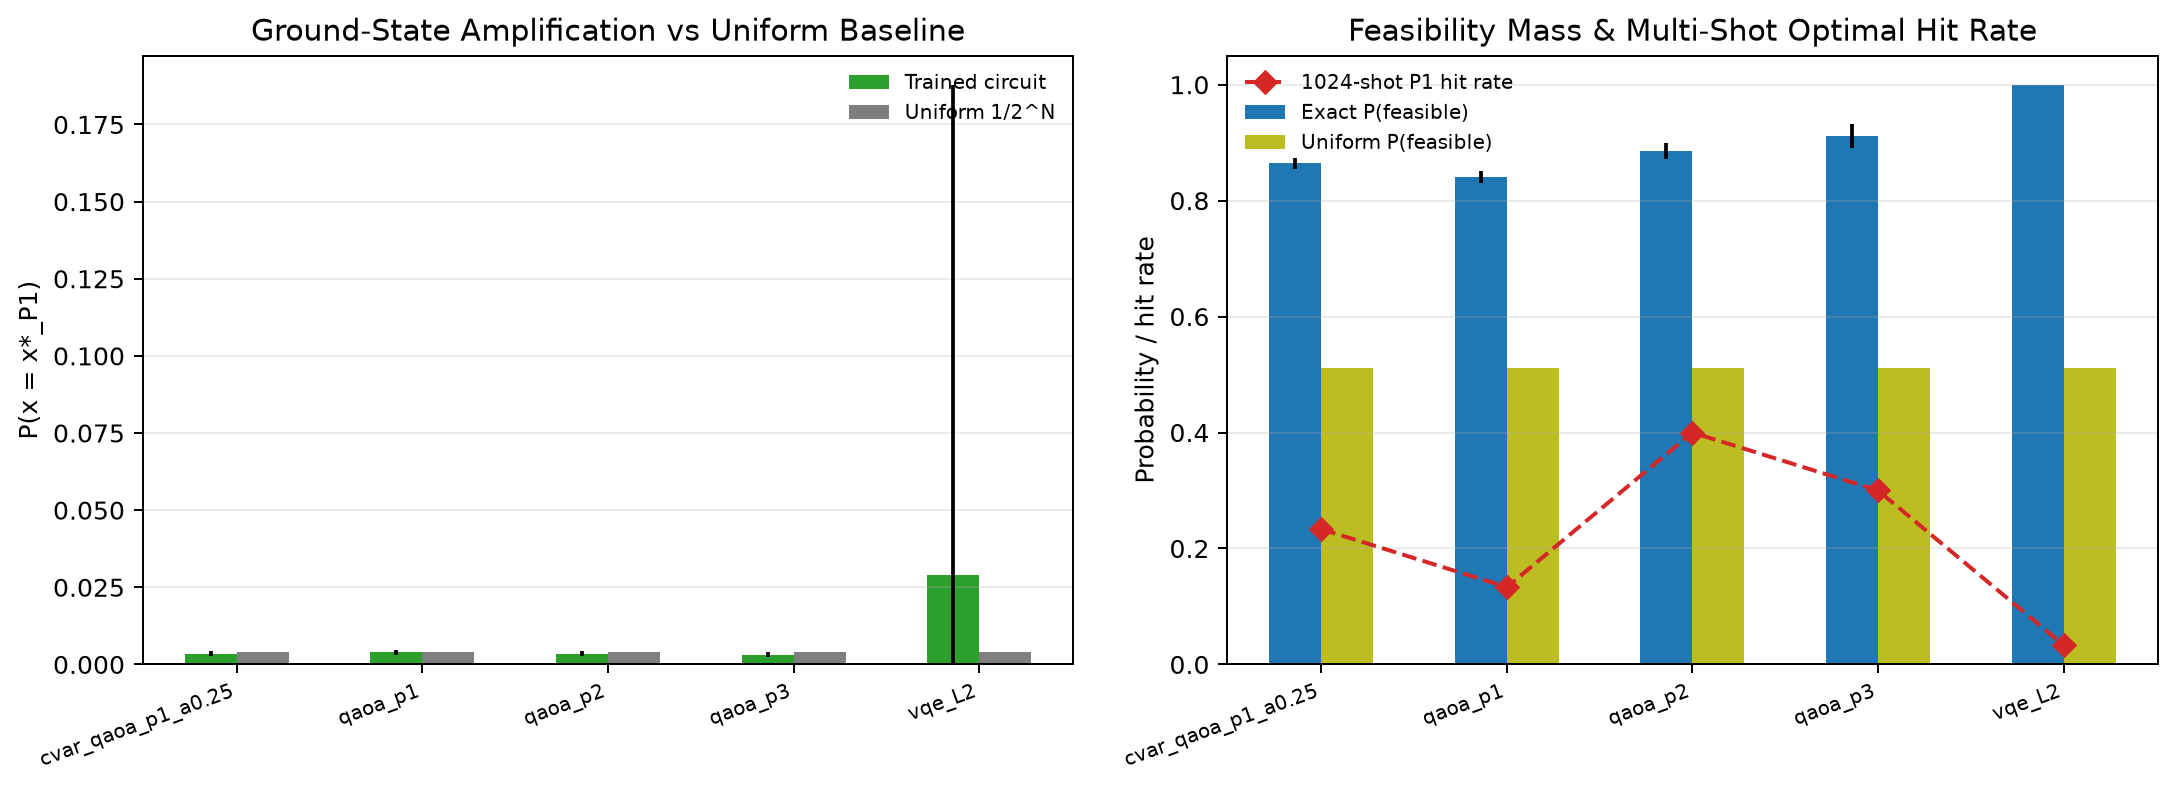 Ground-State Amplification vs Uniform Baseline
Trained circuit
Uniform 1/2^N
P(x = x*_P1)
0.175
0.150
0.125
0.100
0.075
0.050
0.025
0.000
cvar_qaoa_p1_a0.25
qaoa_p1
qaoa_p2
qaoa_p3
vqe_L2
Feasibility Mass & Multi-Shot Optimal Hit Rate
1024-shot P1 hit rate
Exact P(feasible)
Uniform P(feasible)
Probability / hit rate
1.0
0.8
0.6
0.4
0.2
0.0
cvar_qaoa_p1_a0.25
qaoa_p1
qaoa_p2
qaoa_p3
vqe_L2